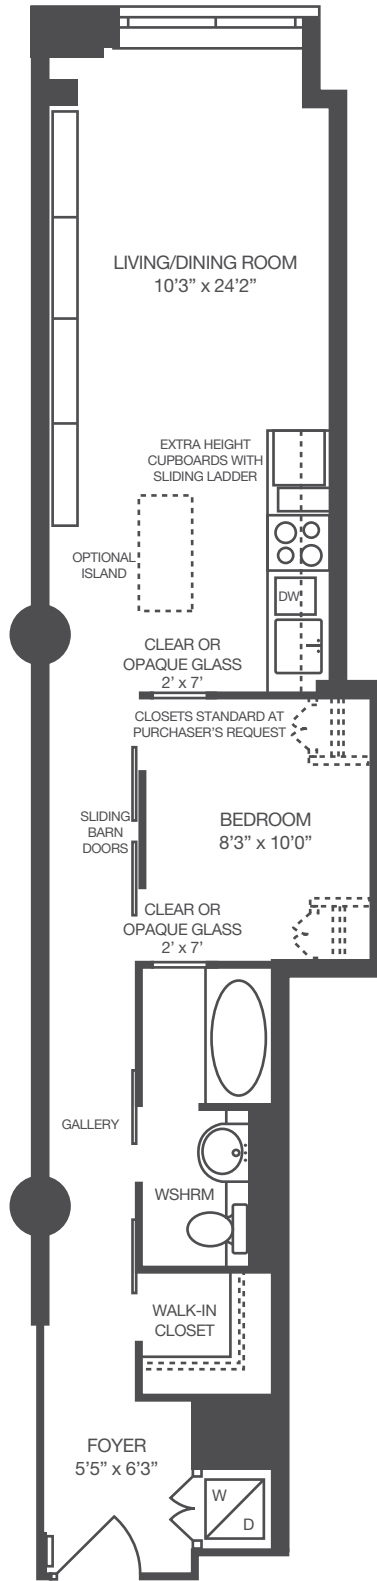 LIVING/DINING ROOM
10'3" x 24'2"
EXTRA HEIGHT
CUPBOARDS WITH
SLIDING LADDER
OPTIONAL
ISLAND
DW
CLEAR OR
OPAQUE GLASS
2' x 7'
CLOSETS STANDARD AT
PURCHASER'S REQUEST
SLIDING
BARN
DOORS
BEDROOM
8'3" x 10'0"
CLEAR OR
OPAQUE GLASS
2' x 7'
GALLERY
WSHRM
WALK-IN
CLOSET
FOYER
5'5" x 6'3"
W
D